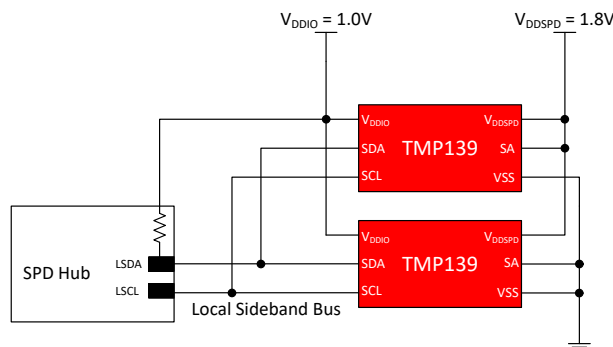 VDDIO = 1.0V
VDDSPD = 1.8V
VDDIO
SDA
SCL
TMP139
VDDSPD
SA
VSS
VDDIO
SDA
SCL
TMP139
VDDSPD
SA
VSS
SPD Hub
LSDA
LSCL
Local Sideband Bus